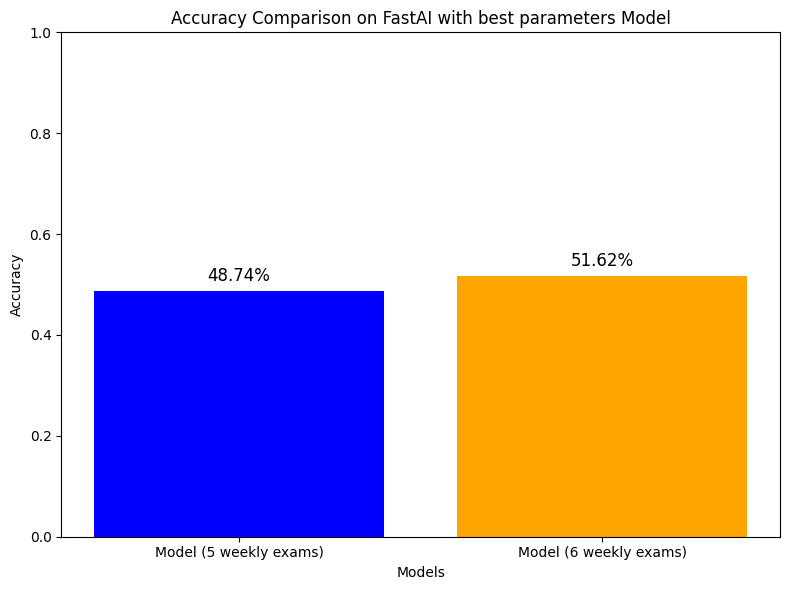 Accuracy Comparison on FastAI with best parameters Model
1.0
0.8
0.6
0.4
0.2
0.0
Accuracy
48.74%
51.62%
Model (5 weekly exams)
Model (6 weekly exams)
Models